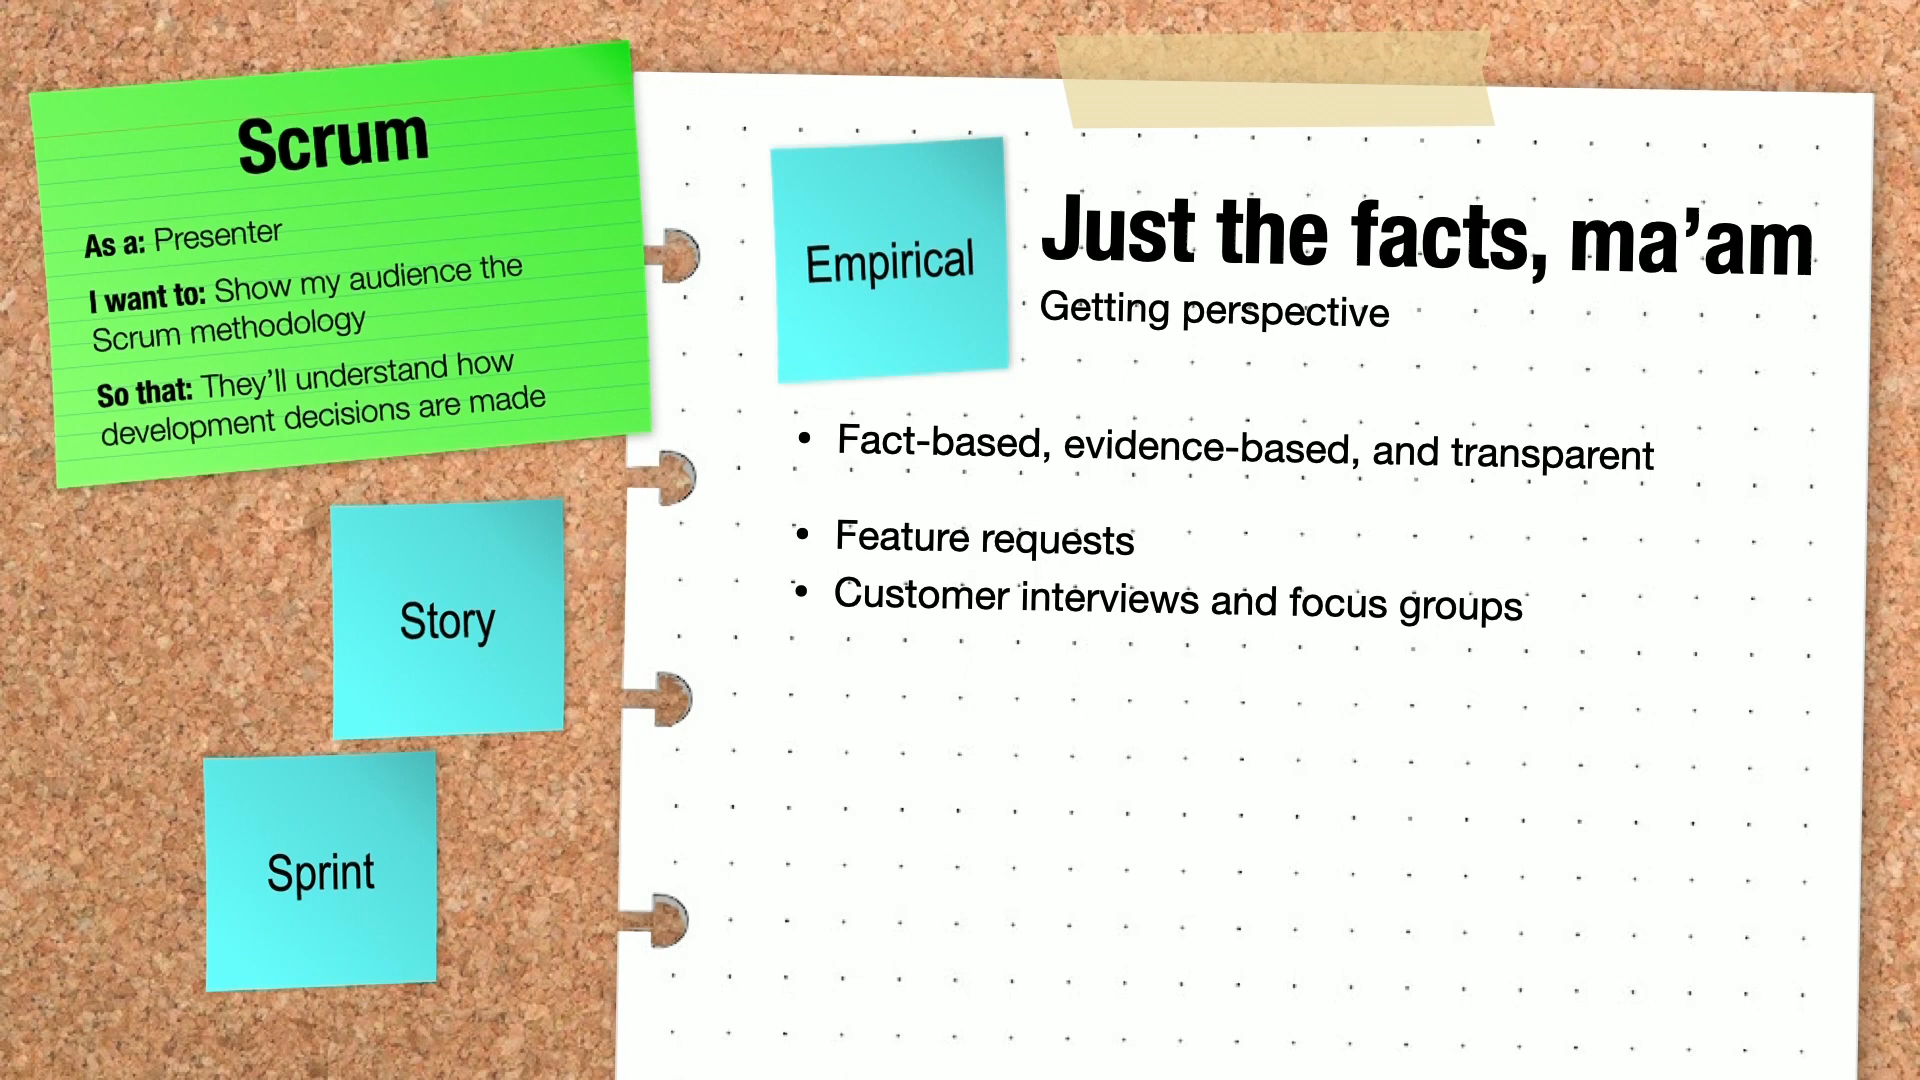 Scrum
As a: Presenter
I want to: Show my audience the
Scrum methodology
So that: They’ll understand how
development decisions are made
Story
Sprint
Empirical
Just the facts, ma’am
Getting perspective
• Fact-based, evidence-based, and transparent
• Feature requests
• Customer interviews and focus groups